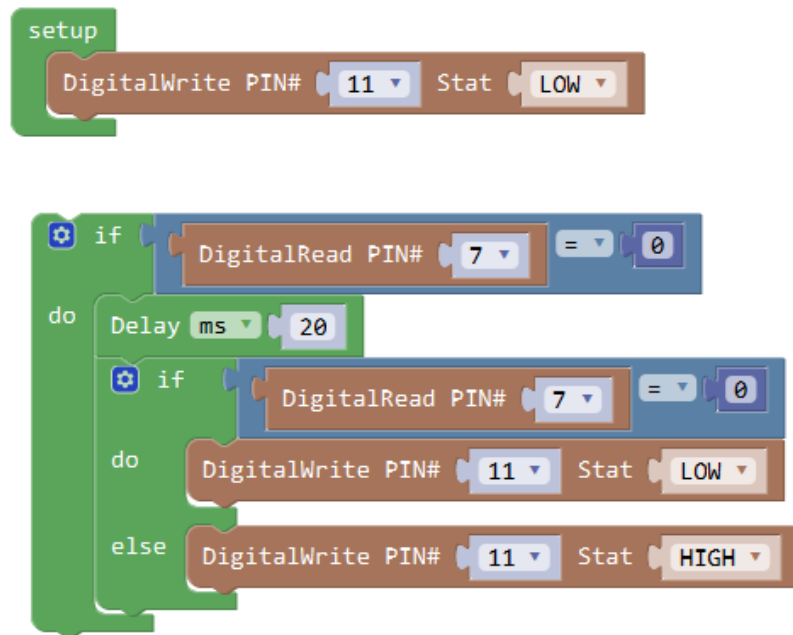 setup
DigitalWrite PIN# 11 Stat LOW
if DigitalRead PIN# 7 = 0
do Delay ms 20
if DigitalRead PIN# 7 = 0
do DigitalWrite PIN# 11 Stat LOW
else DigitalWrite PIN# 11 Stat HIGH